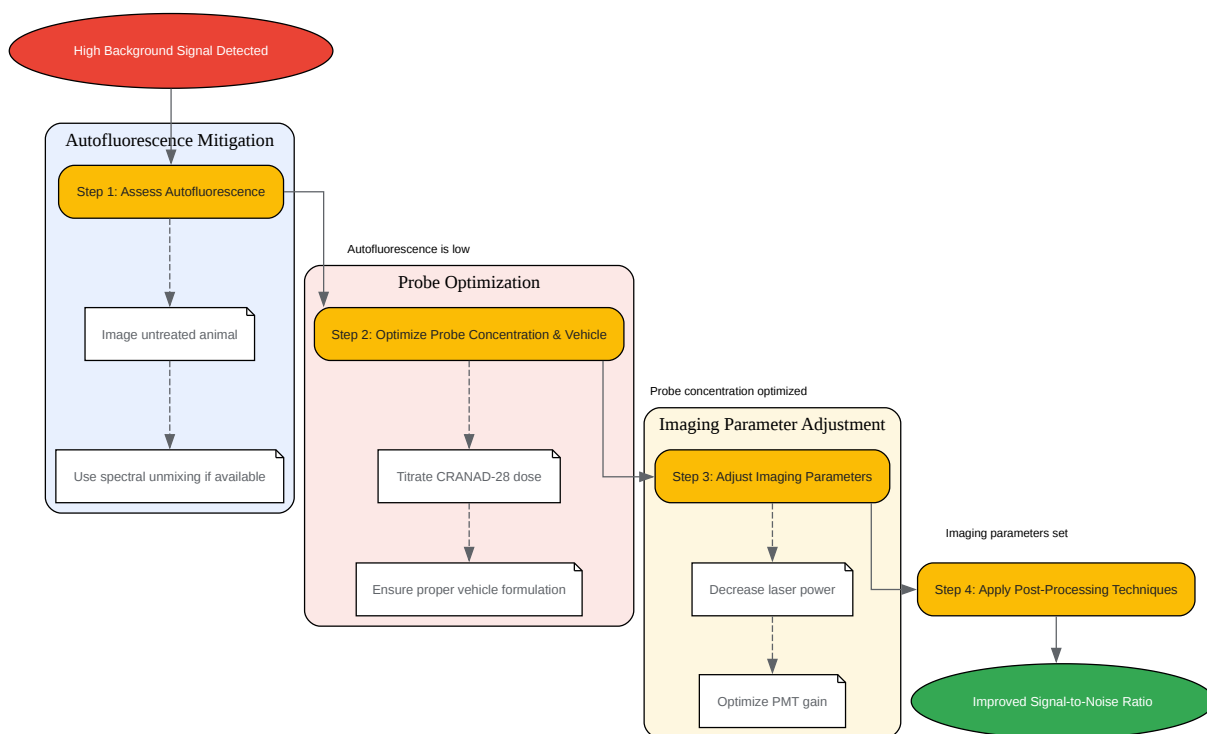 High Background Signal Detected
Autofluorescence Mitigation
Step 1: Assess Autofluorescence
Image untreated animal
Use spectral unmixing if available
Autofluorescence is low
Probe Optimization
Step 2: Optimize Probe Concentration & Vehicle
Titrate CRANAD-28 dose
Ensure proper vehicle formulation
Probe concentration optimized
Imaging Parameter Adjustment
Step 3: Adjust Imaging Parameters
Decrease laser power
Optimize PMT gain
Imaging parameters set
Step 4: Apply Post-Processing Techniques
Improved Signal-to-Noise Ratio